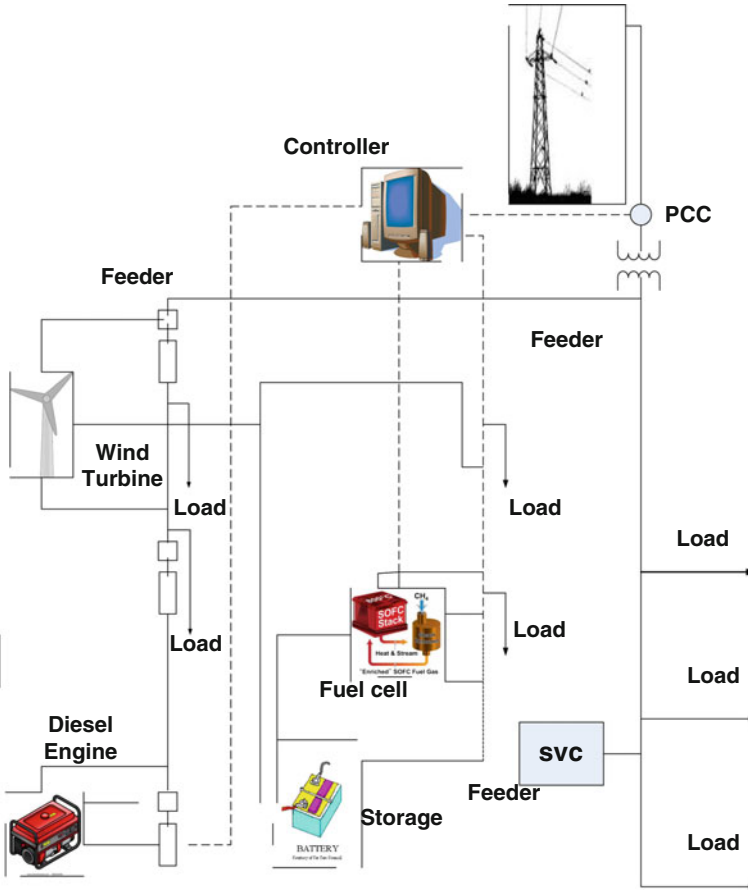 Controller
PCC
Feeder
Feeder
Wind
Turbine
Load
Load
Load
Load
Load
Load
Load
800°C
SOFC
Stack
CH4
Heat & Stream
"Enriched" SOFC Fuel Gas
Fuel cell
Diesel
Engine
svc
Feeder
Storage
BATTERY